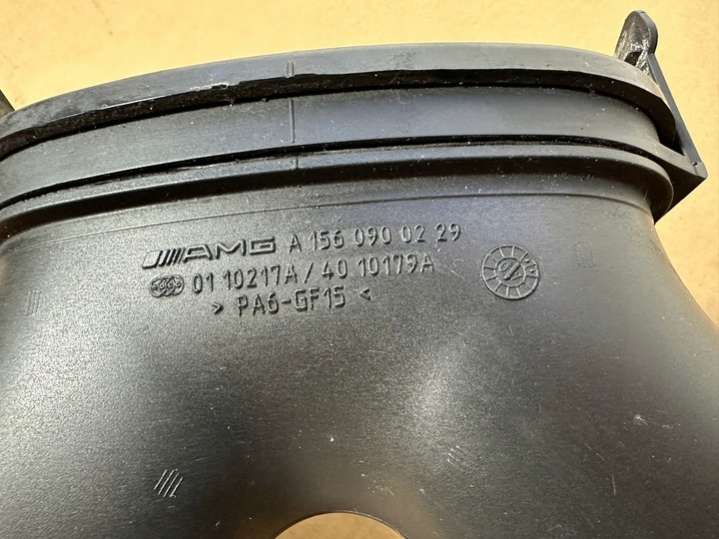 AMG A 156 090 02 29
01 10217A / 40 10179A
> PA6-GF15 <